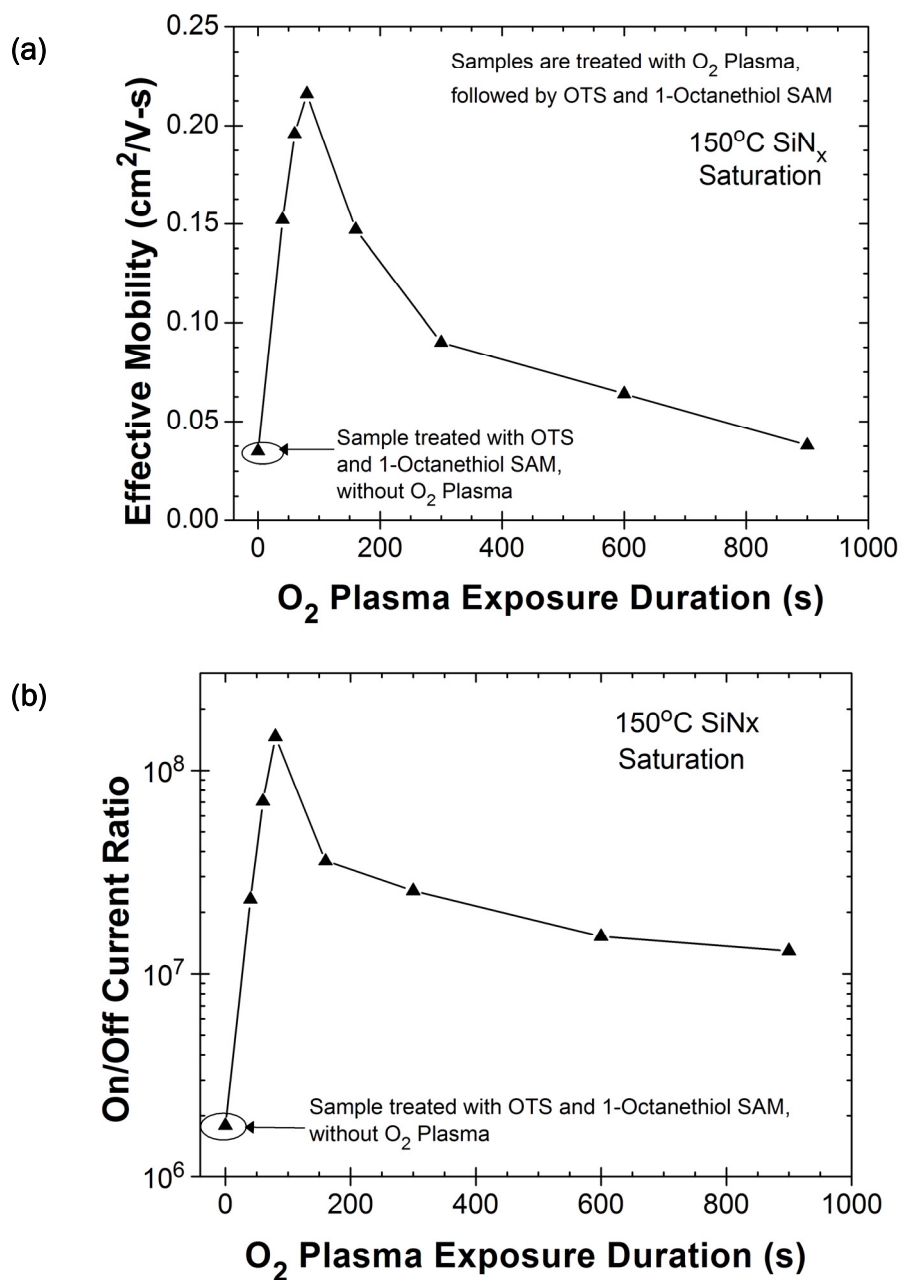 (a)
0.25
0.20
0.15
0.10
0.05
0.00
Effective Mobility (cm²/V-s)
Samples are treated with O₂ Plasma,
followed by OTS and 1-Octanethiol SAM
150°C SiNₓ
Saturation
Sample treated with OTS
and 1-Octanethiol SAM,
without O₂ Plasma
0 200 400 600 800 1000
O₂ Plasma Exposure Duration (s)
(b)
10⁸
10⁷
10⁶
On/Off Current Ratio
150°C SiNx
Saturation
Sample treated with OTS and 1-Octanethiol SAM,
without O₂ Plasma
0 200 400 600 800 1000
O₂ Plasma Exposure Duration (s)